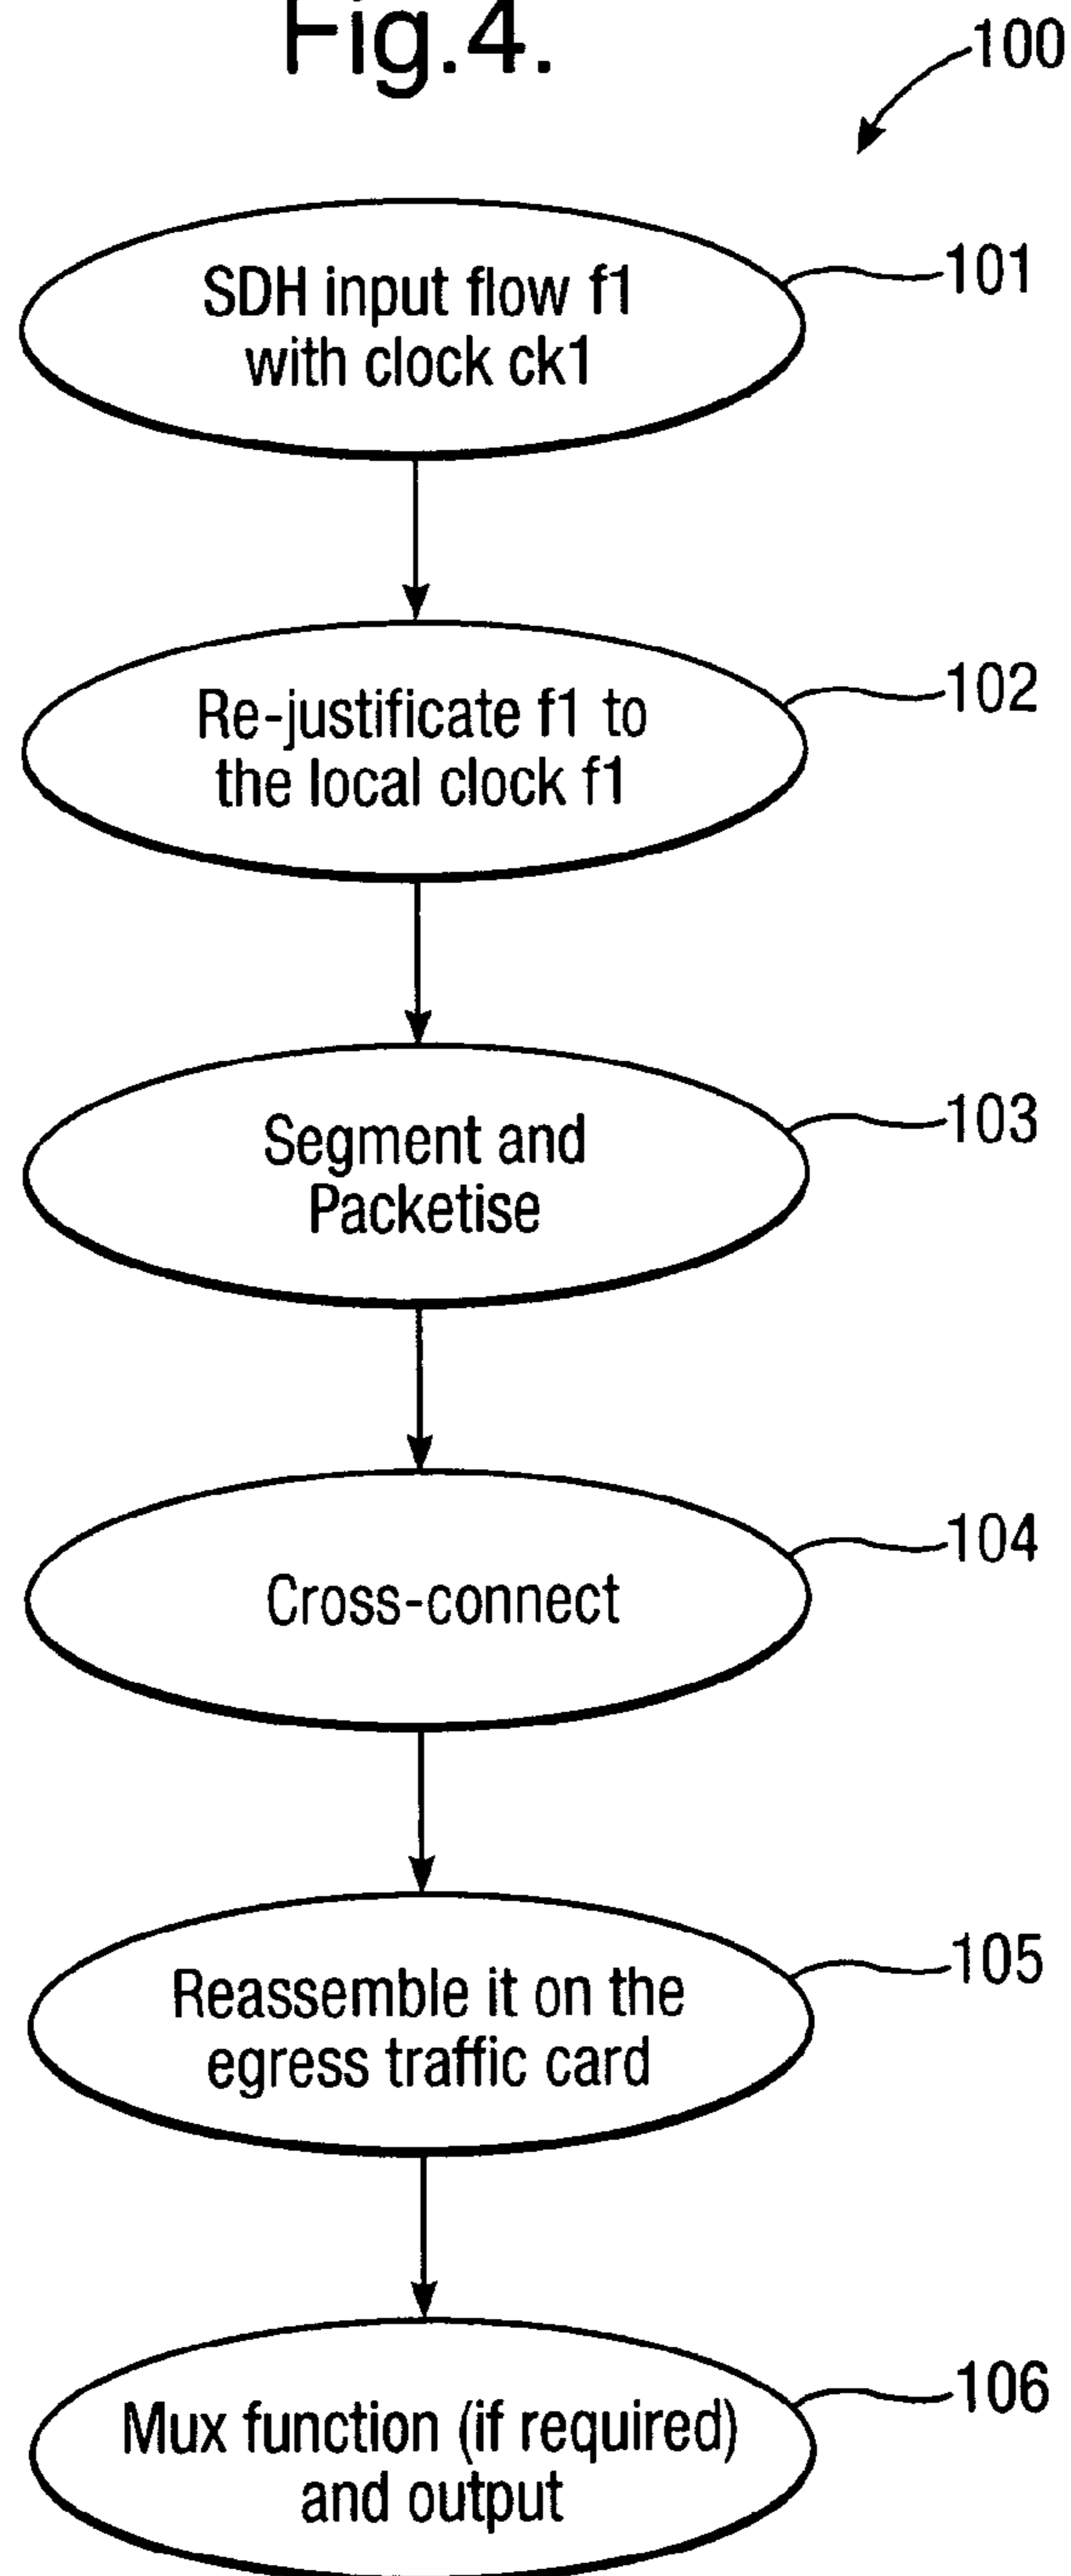 Fig.4.
100
SDH input flow f1
with clock ck1
101
Re-justificate f1 to
the local clock f1
102
Segment and
Packetise
103
Cross-connect
104
Reassemble it on the
egress traffic card
105
Mux function (if required)
and output
106